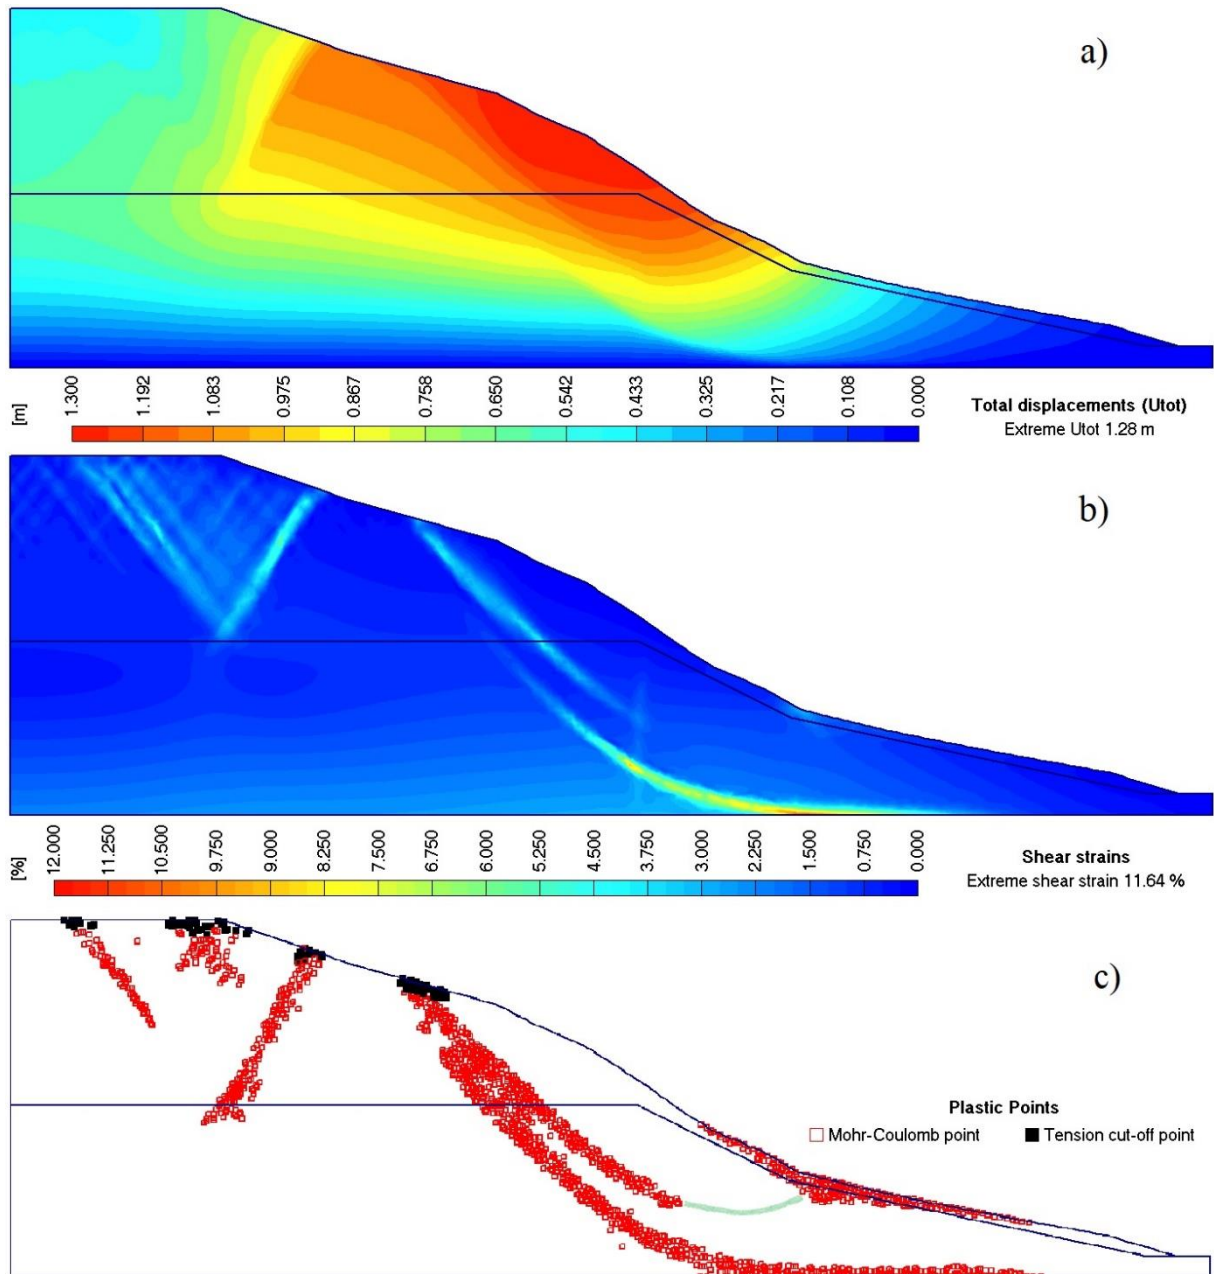 a)
[m]
1.300
1.192
1.083
0.975
0.867
0.758
0.650
0.542
0.433
0.325
0.217
0.108
0.000
Total displacements (Utot)
Extreme Utot 1.28 m
b)
[%]
12.000
11.250
10.500
9.750
9.000
8.250
7.500
6.750
6.000
5.250
4.500
3.750
3.000
2.250
1.500
0.750
0.000
Shear strains
Extreme shear strain 11.64 %
c)
Plastic Points
Mohr-Coulomb point
Tension cut-off point